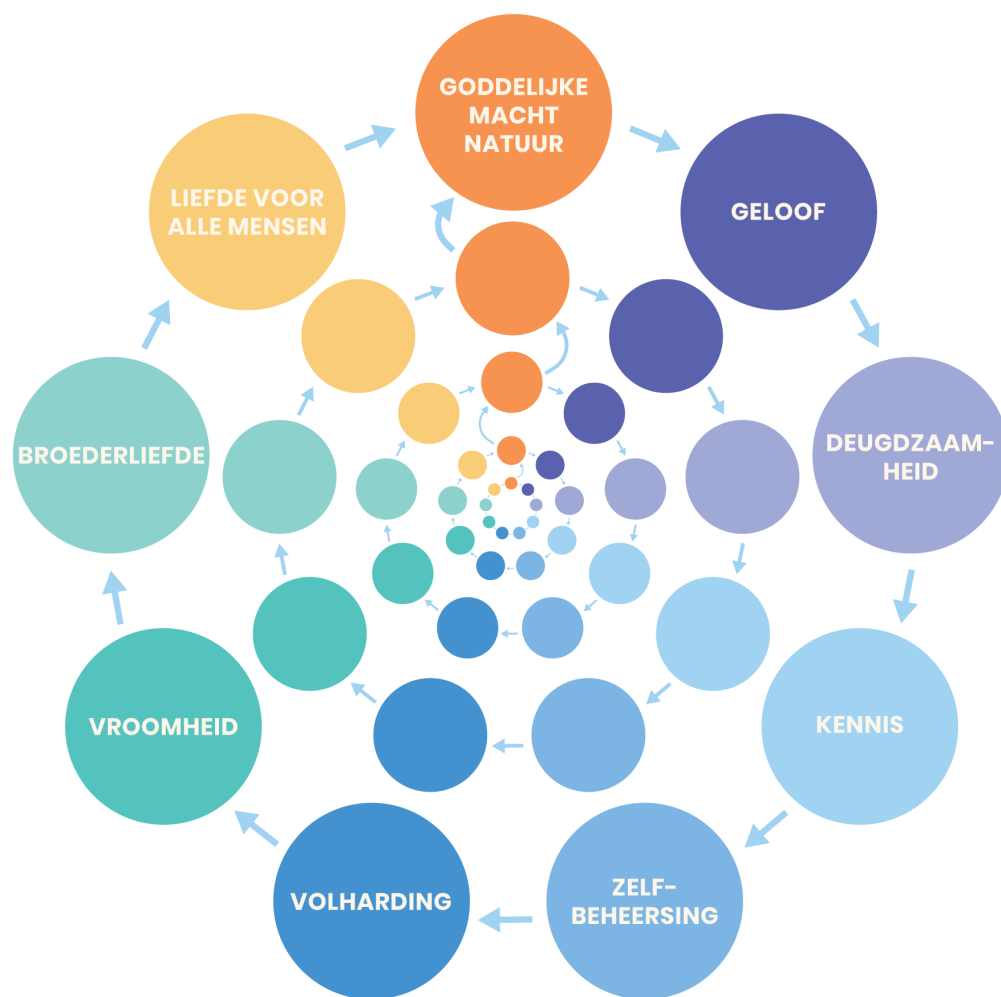 GODDELIJKE
MACHT
NATUUR
GELOOF
DEUGDZAAM-
HEID
KENNIS
ZELF-
BEHEERSING
VOLHARDING
VROOMHEID
BROEDERLIEFDE
LIEFDE VOOR
ALLE MENSEN